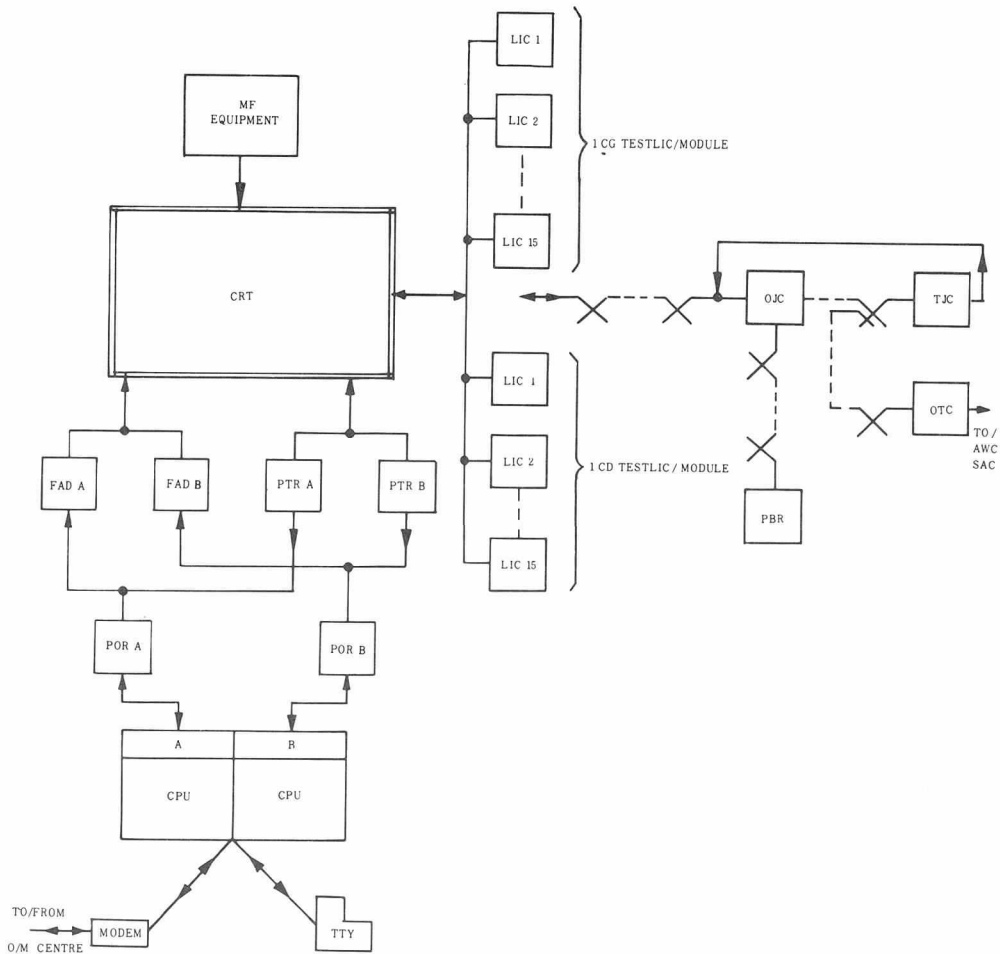 LIC 1
MF
EQUIPMENT
LIC 2
1 CG TESTLIC/MODULE
LIC 15
CRT
OJC
TJC
LIC 1
OTC
TO/
AWC
SAC
FAD A
FAD B
PTR A
PTR B
LIC 2
1 CD TESTLIC / MODULE
PBR
LIC 15
POR A
POR B
A
B
CPU
CPU
TO/FROM
O/M CENTRE
MODEM
TTY